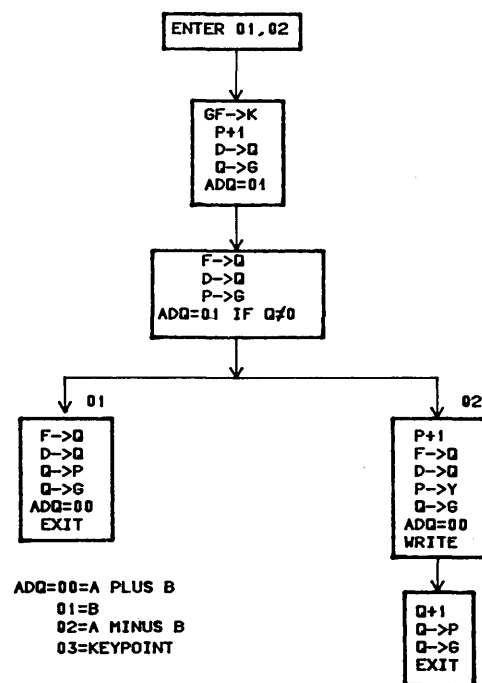 ENTER 01,02
GF->K
P+1
D->Q
Q->G
ADQ=01
F->Q
D->Q
P->G
ADQ=01 IF Q≠0
01
02
F->Q
D->Q
Q->P
Q->G
ADQ=00
EXIT
P+1
F->Q
D->Q
P->Y
Q->G
ADQ=00
WRITE
ADQ=00=A PLUS B
01=B
02=A MINUS B
03=KEYPOINT
Q+1
Q->P
Q->G
EXIT